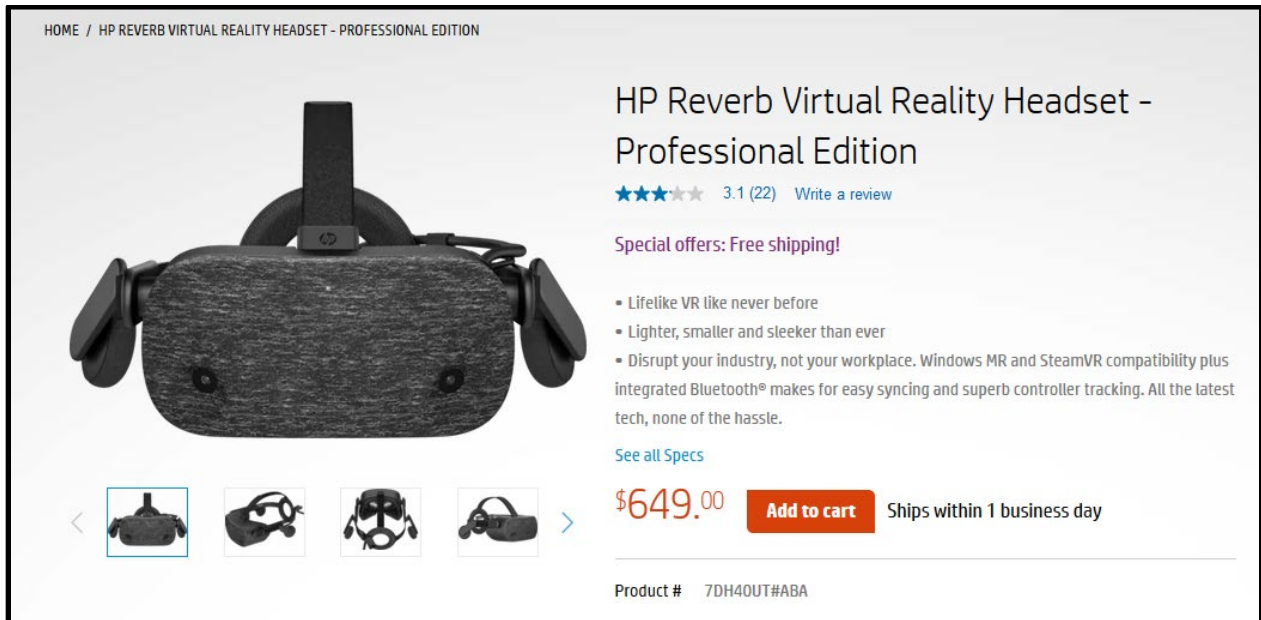 HOME / HP REVERB VIRTUAL REALITY HEADSET - PROFESSIONAL EDITION
hp
HP Reverb Virtual Reality Headset -
Professional Edition
3.1 (22) Write a review
Special offers: Free shipping!
▪ Lifelike VR like never before
▪ Lighter, smaller and sleeker than ever
▪ Disrupt your industry, not your workplace. Windows MR and SteamVR compatibility plus
integrated Bluetooth® makes for easy syncing and superb controller tracking. All the latest
tech, none of the hassle.
See all Specs
$649.00 Add to cart Ships within 1 business day
Product # 7DH40UT#ABA